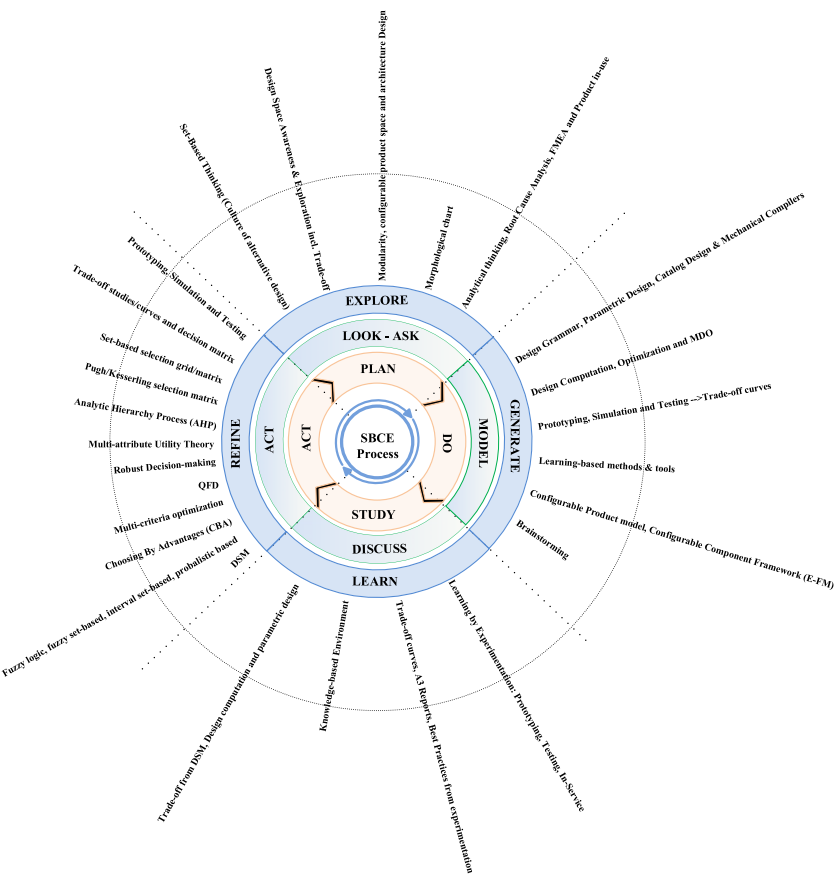 Modularity, configurable product space and architecture Design
Design Space Awareness & Exploration incl. Trade-off
Set-Based Thinking (Culture of alternative design)
Morphological chart
Analytical thinking, Root Cause Analysis, FMEA and Product in-use
Design Grammar, Parametric Design, Catalog Design & Mechanical Compilers
Design Computation, Optimization and MDO
Prototyping, Simulation and Testing -->Trade-off curves
Learning-based methods & tools
Configurable Product model, Configurable Component Framework (E-FM)
Brainstorming
Learning by Experimentation: Prototyping, Testing, In-Service
Trade-off curves, A3 Reports, Best Practices from experimentation
Knowledge-based Environment
Trade-off from DSM, Design computation and parametric design
DSM
Fuzzy logic, fuzzy set-based, interval set-based, probalistic based
Choosing By Advantages (CBA)
Multi-criteria optimization
QFD
Robust Decision-making
Multi-attribute Utility Theory
Analytic Hierarchy Process (AHP)
Pugh/Kesserling selection matrix
Set-based selection grid/matrix
Trade-off studies/curves and decision matrix
Prototyping, Simulation and Testing
EXPLORE
GENERATE
LEARN
REFINE
LOOK - ASK
MODEL
DISCUSS
ACT
PLAN
DO
STUDY
ACT
SBCE
Process